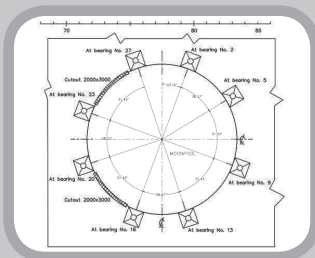 70
80
85
At bearing No. 27
At bearing No. 2
Cutout 2000x3000
At bearing No. 5
At bearing No. 23
MOONPOOL
At bearing No. 20
At bearing No. 9
Cutout 2000x3000
At bearing No. 16
At bearing No. 13